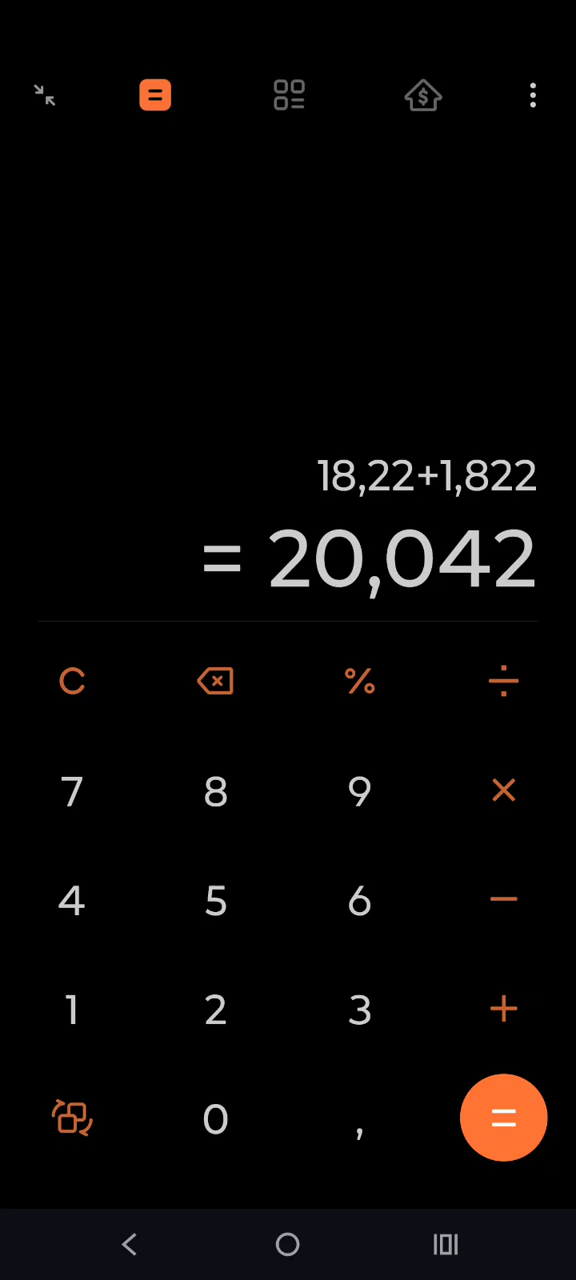 18,22+1,822
= 20,042
C % ÷
7 8 9 ×
4 5 6 −
1 2 3 +
0 , =